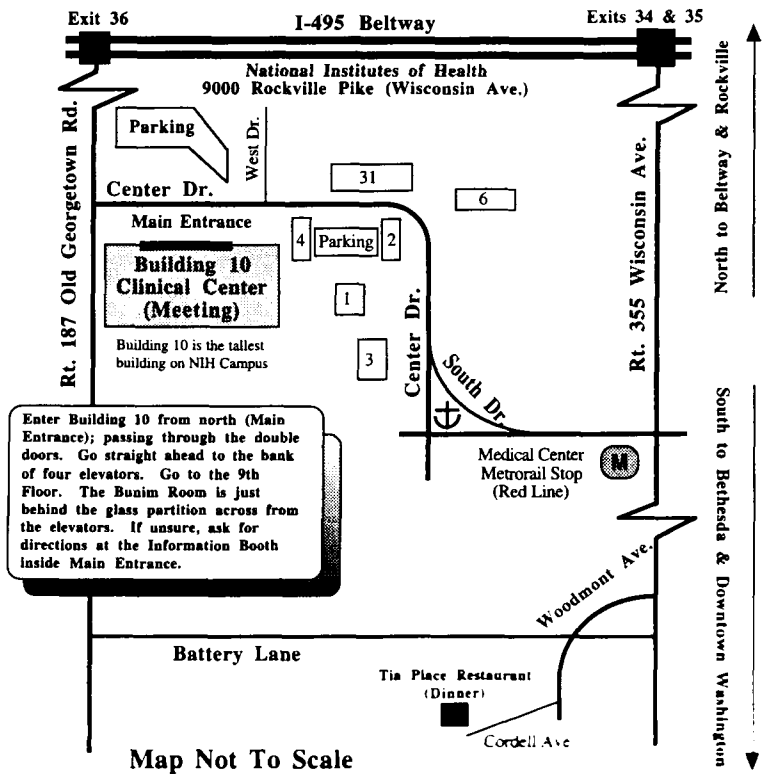 Exit 36
I-495 Beltway
Exits 34 & 35
National Institutes of Health
9000 Rockville Pike (Wisconsin Ave.)
Parking
West Dr.
Center Dr.
31
6
Main Entrance
4
Parking
2
Building 10
Clinical Center
(Meeting)
1
Building 10 is the tallest
building on NIH Campus
3
Center Dr.
South Dr.
Rt. 187 Old Georgetown Rd.
Rt. 355 Wisconsin Ave.
North to Beltway & Rockville
South to Bethesda & Downtown Washington
Enter Building 10 from north (Main
Entrance); passing through the double
doors. Go straight ahead to the bank
of four elevators. Go to the 9th
Floor. The Bunim Room is just
behind the glass partition across from
the elevators. If unsure, ask for
directions at the Information Booth
inside Main Entrance.
Medical Center
Metrorail Stop
(Red Line)
M
Woodmont Ave.
Battery Lane
Tia Place Restaurant
(Dinner)
Cordell Ave
Map Not To Scale